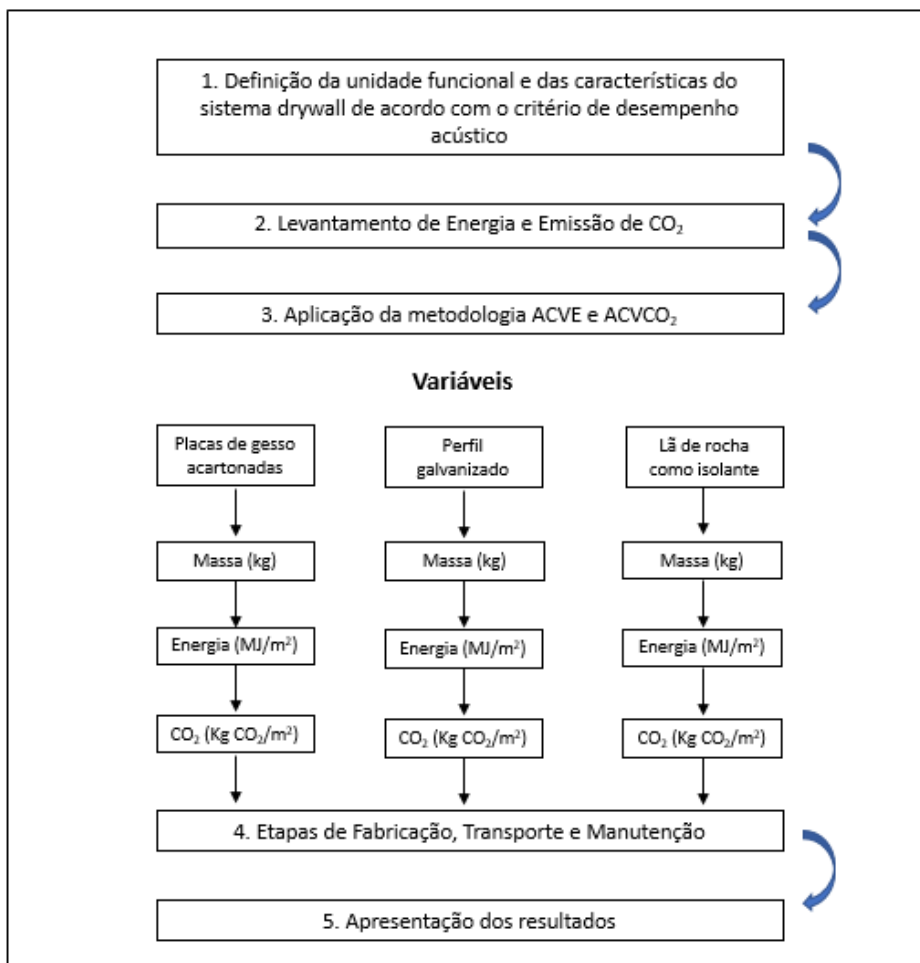 1. Definição da unidade funcional e das características do
sistema drywall de acordo com o critério de desempenho
acústico
2. Levantamento de Energia e Emissão de CO₂
3. Aplicação da metodologia ACVE e ACVCO₂
Variáveis
Placas de gesso
acartonadas
Perfil
galvanizado
Lã de rocha
como isolante
Massa (kg)
Massa (kg)
Massa (kg)
Energia (MJ/m²)
Energia (MJ/m²)
Energia (MJ/m²)
CO₂ (Kg CO₂/m²)
CO₂ (Kg CO₂/m²)
CO₂ (Kg CO₂/m²)
4. Etapas de Fabricação, Transporte e Manutenção
5. Apresentação dos resultados